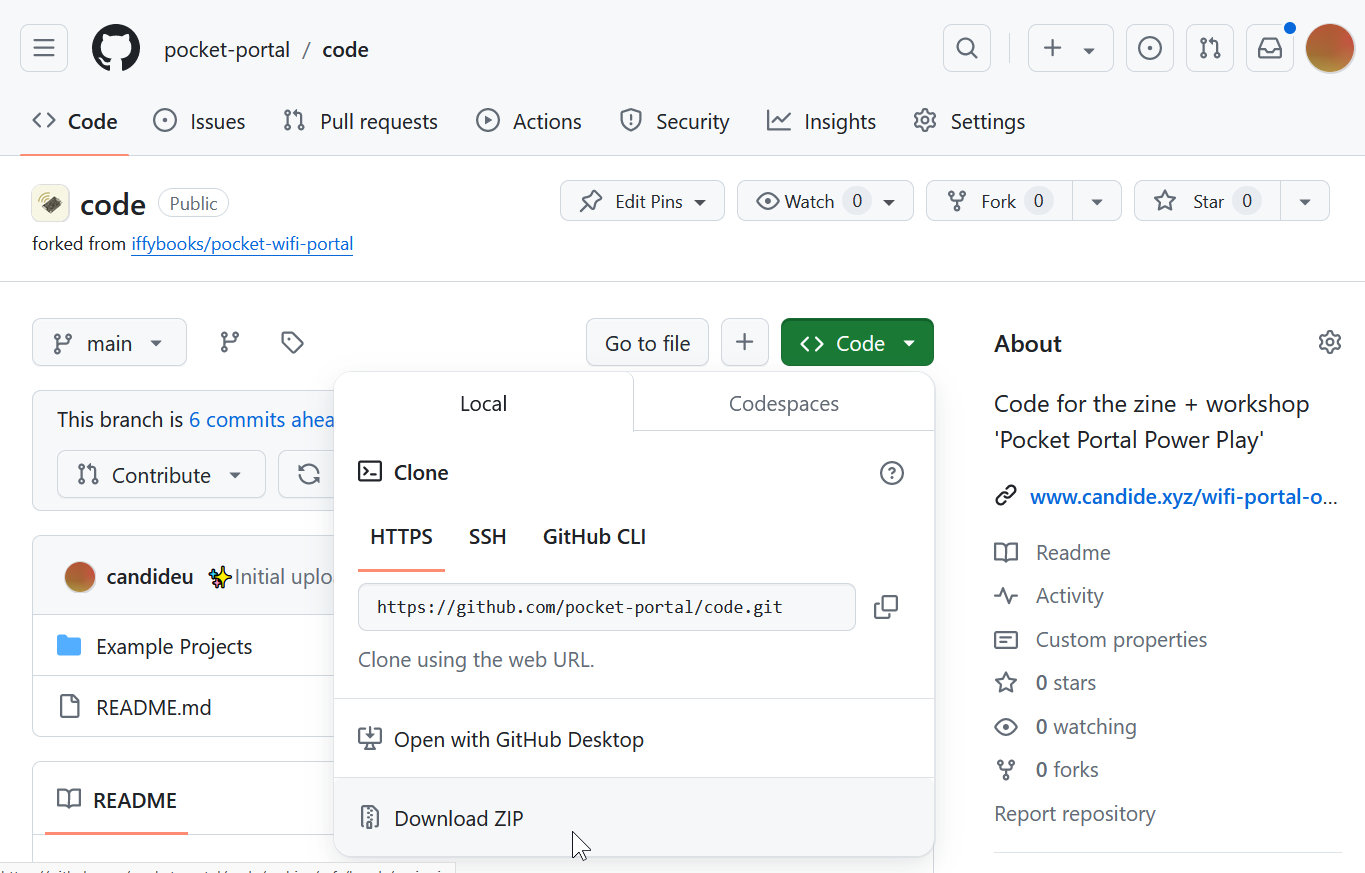 pocket-portal / code
Code Issues Pull requests Actions Security Insights Settings
code Public
Edit Pins Watch 0 Fork 0 Star 0
forked from iffybooks/pocket-wifi-portal
main Go to file + Code
Local Codespaces
This branch is 6 commits ahea
Contribute
Clone
HTTPS SSH GitHub CLI
candideu Initial uplo
https://github.com/pocket-portal/code.git
Example Projects
Clone using the web URL.
README.md
Open with GitHub Desktop
README
Download ZIP
About
Code for the zine + workshop
'Pocket Portal Power Play'
www.candide.xyz/wifi-portal-o...
Readme
Activity
Custom properties
0 stars
0 watching
0 forks
Report repository